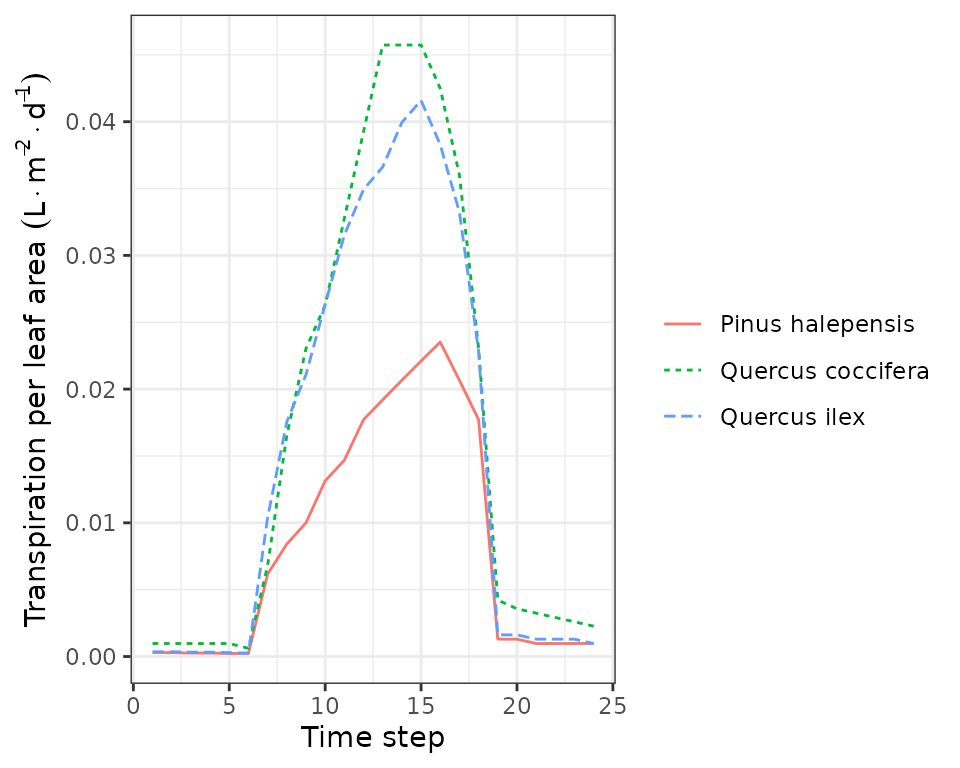 Transpiration per leaf area (L · m⁻² · d⁻¹)
0.04
0.03
0.02
0.01
0.00
0 5 10 15 20 25
Time step
Pinus halepensis
Quercus coccifera
Quercus ilex